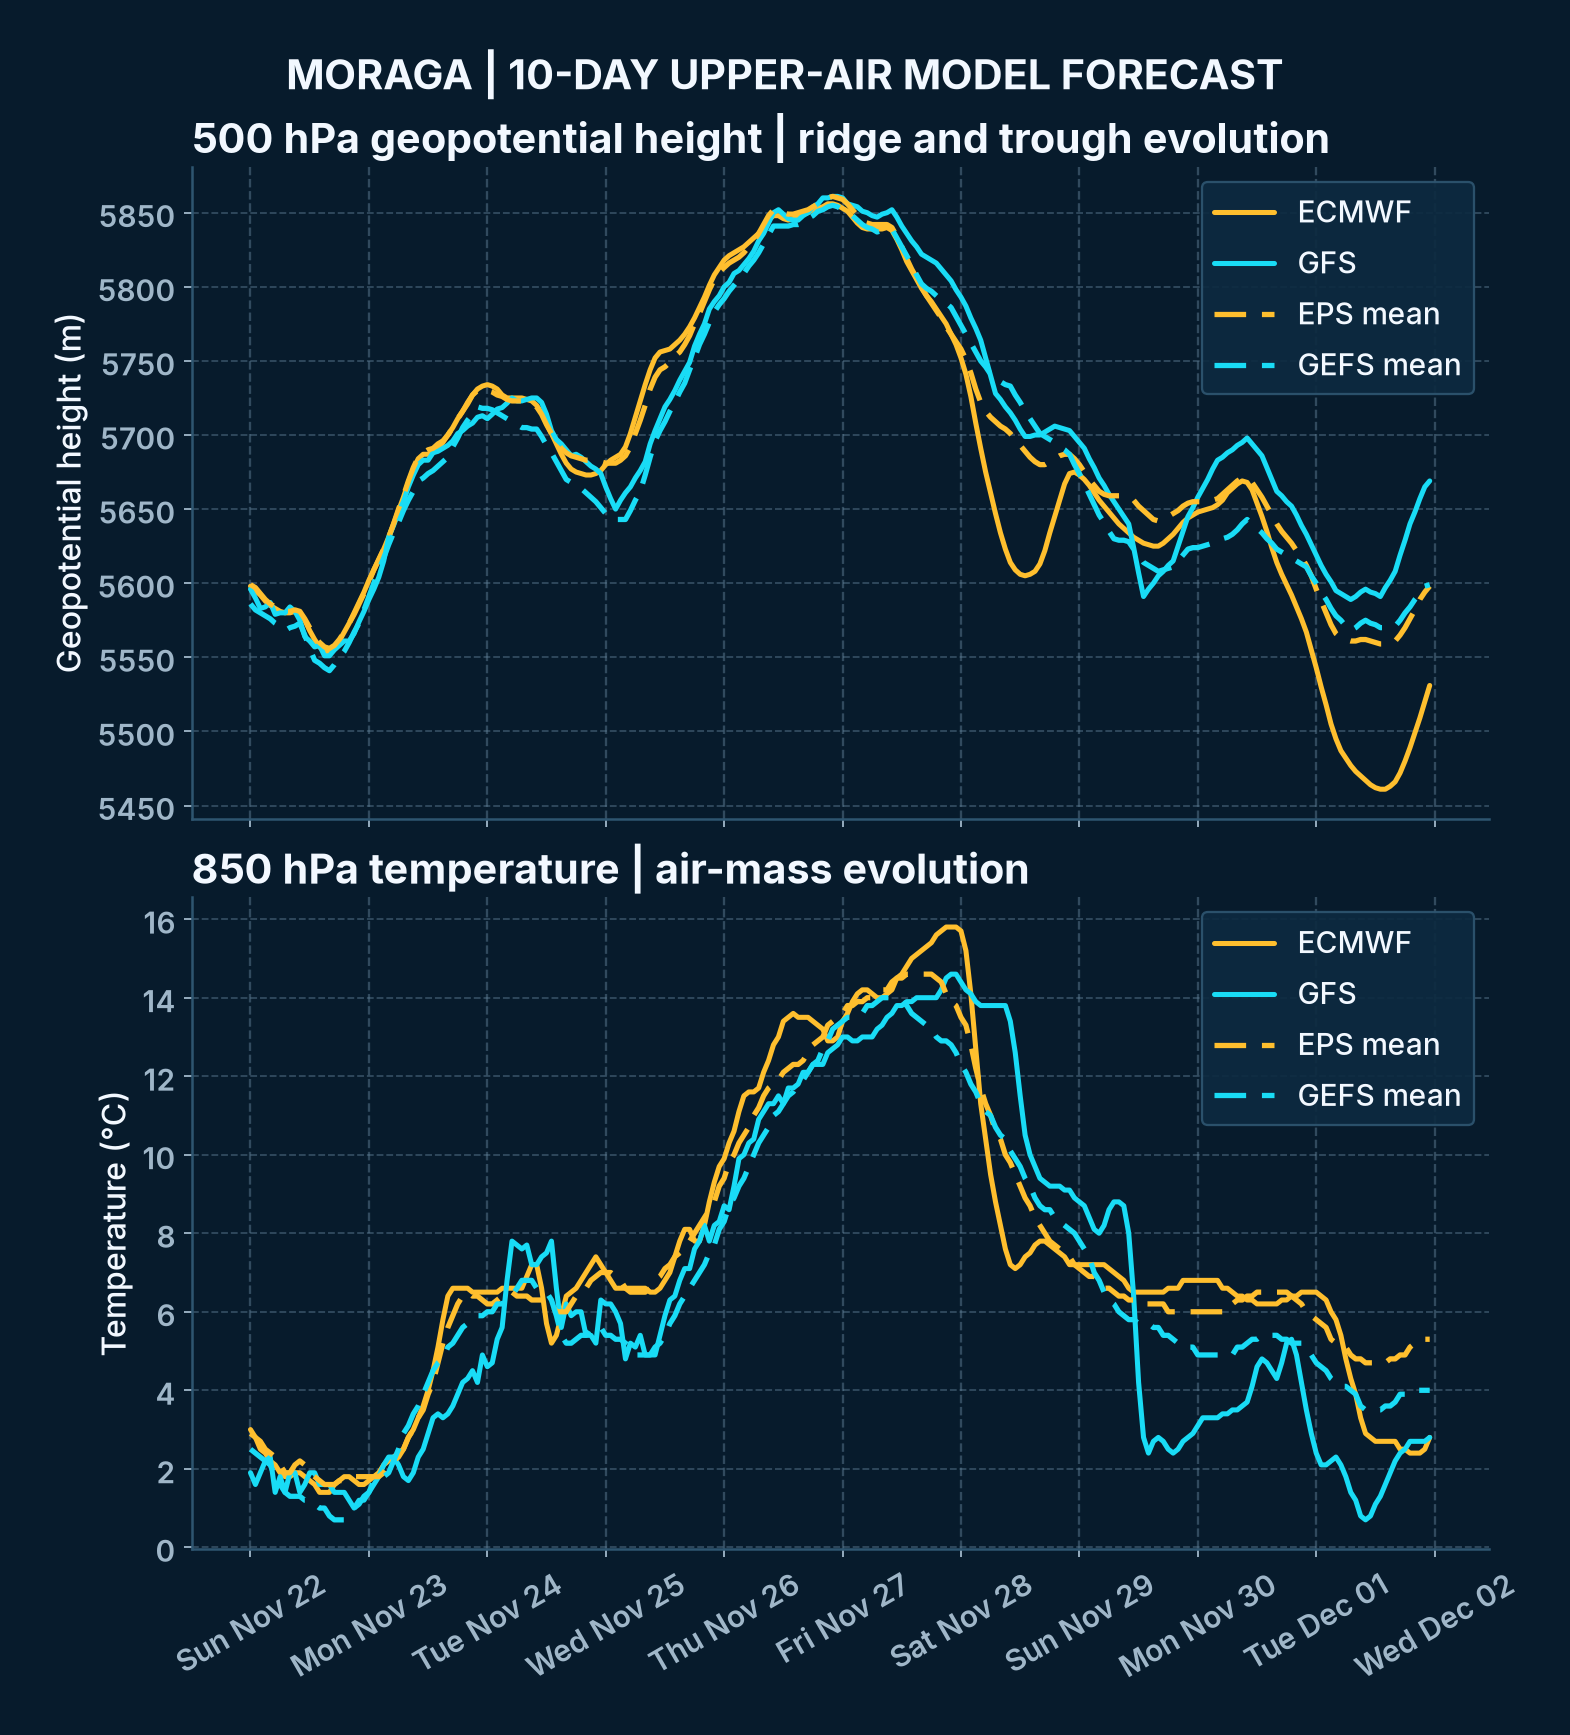 MORAGA | 10-DAY UPPER-AIR MODEL FORECAST
500 hPa geopotential height | ridge and trough evolution
Geopotential height (m)
5850
5800
5750
5700
5650
5600
5550
5500
5450
ECMWF
GFS
EPS mean
GEFS mean
850 hPa temperature | air-mass evolution
Temperature (°C)
16
14
12
10
8
6
4
2
0
ECMWF
GFS
EPS mean
GEFS mean
Sun Nov 22
Mon Nov 23
Tue Nov 24
Wed Nov 25
Thu Nov 26
Fri Nov 27
Sat Nov 28
Sun Nov 29
Mon Nov 30
Tue Dec 01
Wed Dec 02